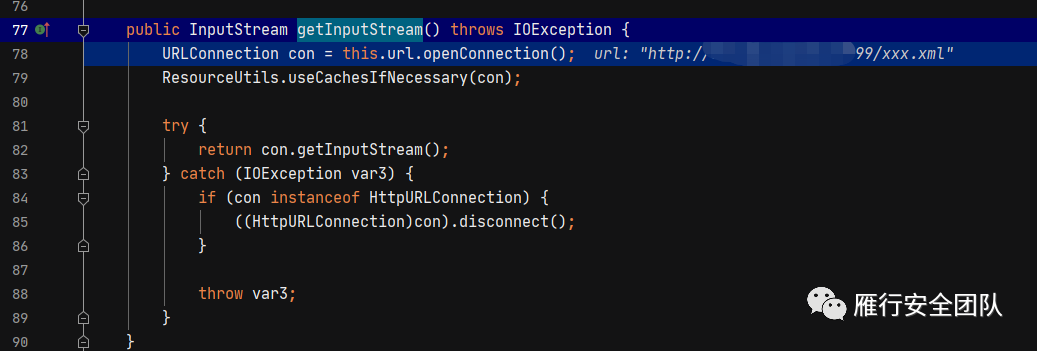 76
77 public InputStream getInputStream() throws IOException {
78 URLConnection con = this.url.openConnection(); url: "http:// 99/xxx.xml"
79 ResourceUtils.useCachesIfNecessary(con);
80
81 try {
82 return con.getInputStream();
83 } catch (IOException var3) {
84 if (con instanceof HttpURLConnection) {
85 ((HttpURLConnection)con).disconnect();
86 }
87
88 throw var3;
89 }
90 }
雁行安全团队